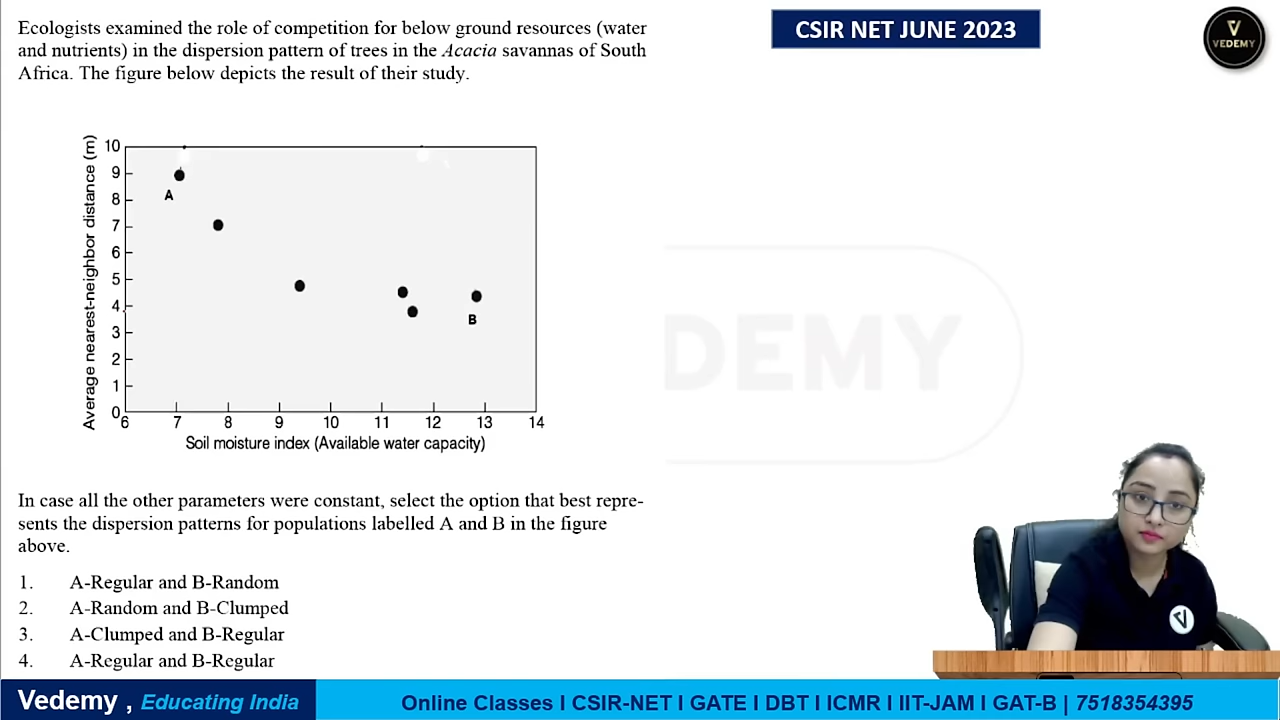 Ecologists examined the role of competition for below ground resources (water
and nutrients) in the dispersion pattern of trees in the Acacia savannas of South
Africa. The figure below depicts the result of their study.
CSIR NET JUNE 2023
V
VEDEMY
Average nearest-neighbor distance (m)
10
9
8
7
6
5
4
3
2
1
0
A
B
6 7 8 9 10 11 12 13 14
Soil moisture index (Available water capacity)
DEMY
In case all the other parameters were constant, select the option that best repre-
sents the dispersion patterns for populations labelled A and B in the figure
above.
1. A-Regular and B-Random
2. A-Random and B-Clumped
3. A-Clumped and B-Regular
4. A-Regular and B-Regular
Vedemy , Educating India
Online Classes I CSIR-NET I GATE I DBT I ICMR I IIT-JAM I GAT-B | 7518354395